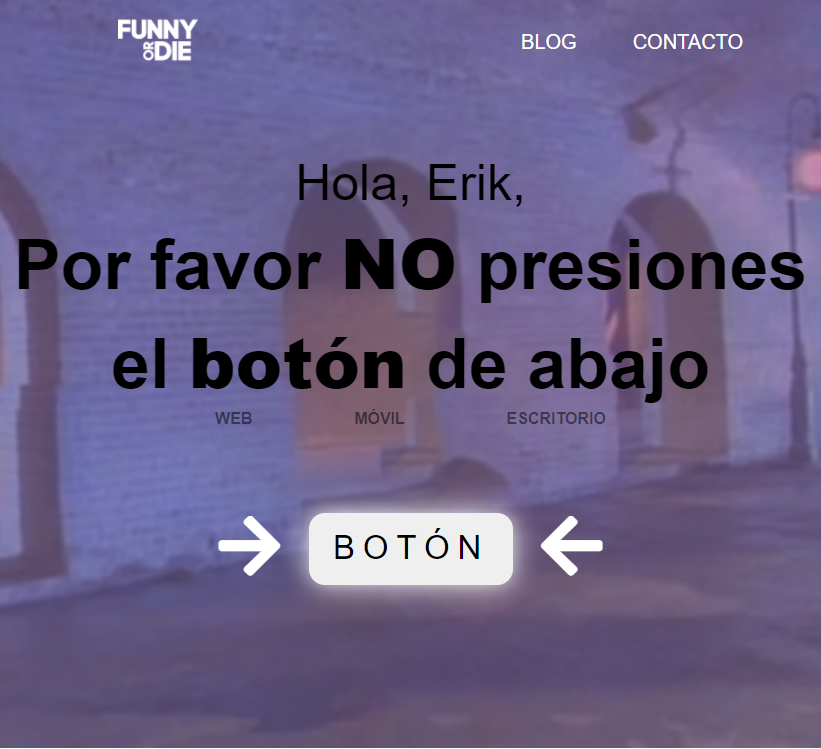 FUNNY
OR DIE
BLOG CONTACTO
Hola, Erik,
Por favor NO presiones
el botón de abajo
WEB MÓVIL ESCRITORIO
BOTÓN